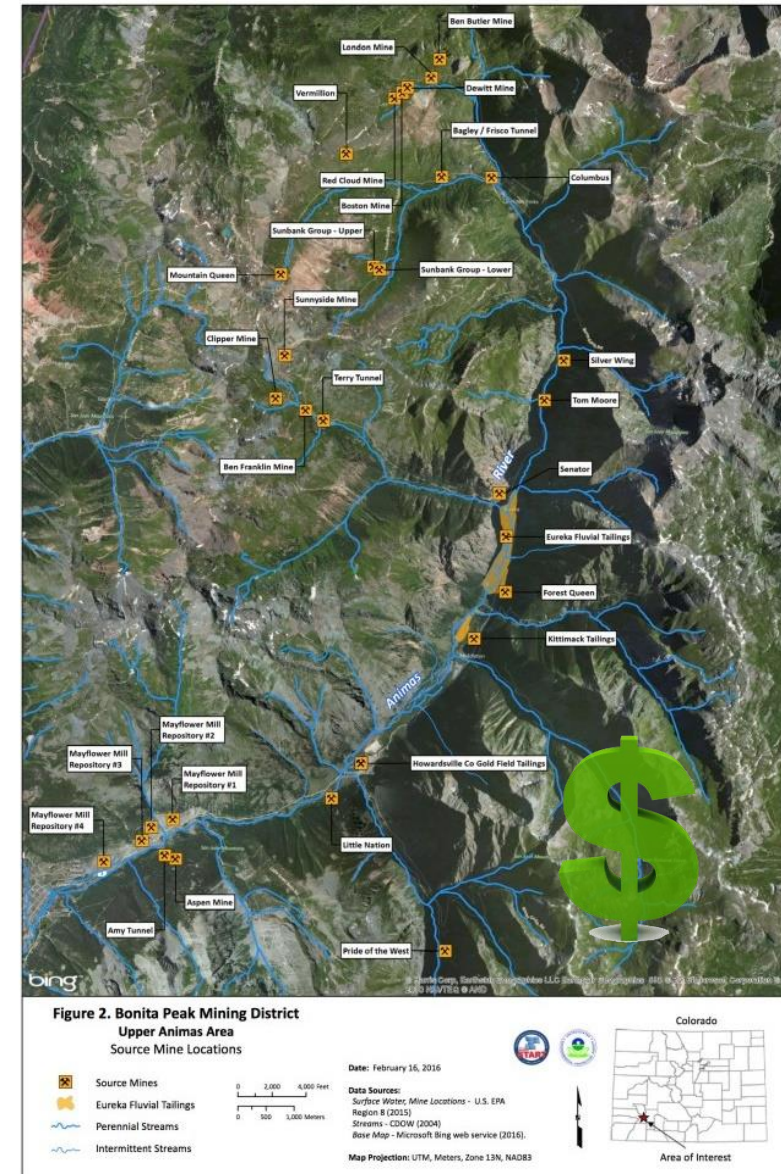 Ben Butler Mine
London Mine
Vermillion
Dewitt Mine
Bagley / Frisco Tunnel
Red Cloud Mine
Columbus
Boston Mine
Sunbank Group - Upper
Mountain Queen
Sunbank Group - Lower
Sunnyside Mine
Clipper Mine
Silver Wing
Terry Tunnel
Tom Moore
Ben Franklin Mine
River
Senator
Eureka Fluvial Tailings
Forest Queen
Kittimack Tailings
Animas
Mayflower Mill
Repository #2
Mayflower Mill
Repository #3
Mayflower Mill
Repository #1
Howardsville Co Gold Field Tailings
Mayflower Mill
Repository #4
Little Nation
Aspen Mine
Amy Tunnel
Pride of the West
$
bing
Figure 2. Bonita Peak Mining District
Upper Animas Area
Source Mine Locations
Source Mines
Eureka Fluvial Tailings
Perennial Streams
Intermittent Streams
0 2,000 4,000 Feet
0 500 1,000 Meters
Date: February 16, 2016
Data Sources:
Surface Water, Mine Locations - U.S. EPA
Region 8 (2015)
Streams - CDOW (2004)
Base Map - Microsoft Bing web service (2016).
Map Projection: UTM, Meters, Zone 13N, NAD83
START
Colorado
Area of Interest